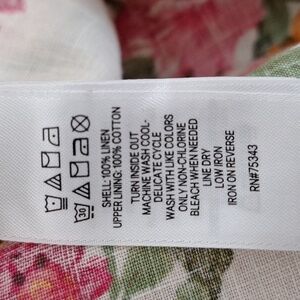 30
SHELL: 100% LINEN
UPPER LINING: 100% COTTON
TURN INSIDE OUT
MACHINE WASH COOL-
DELICATE CYCLE
WASH WITH LIKE COLORS
ONLY NON-CHLORINE
BLEACH WHEN NEEDED
LINE DRY
LOW IRON
IRON ON REVERSE
RN#75343